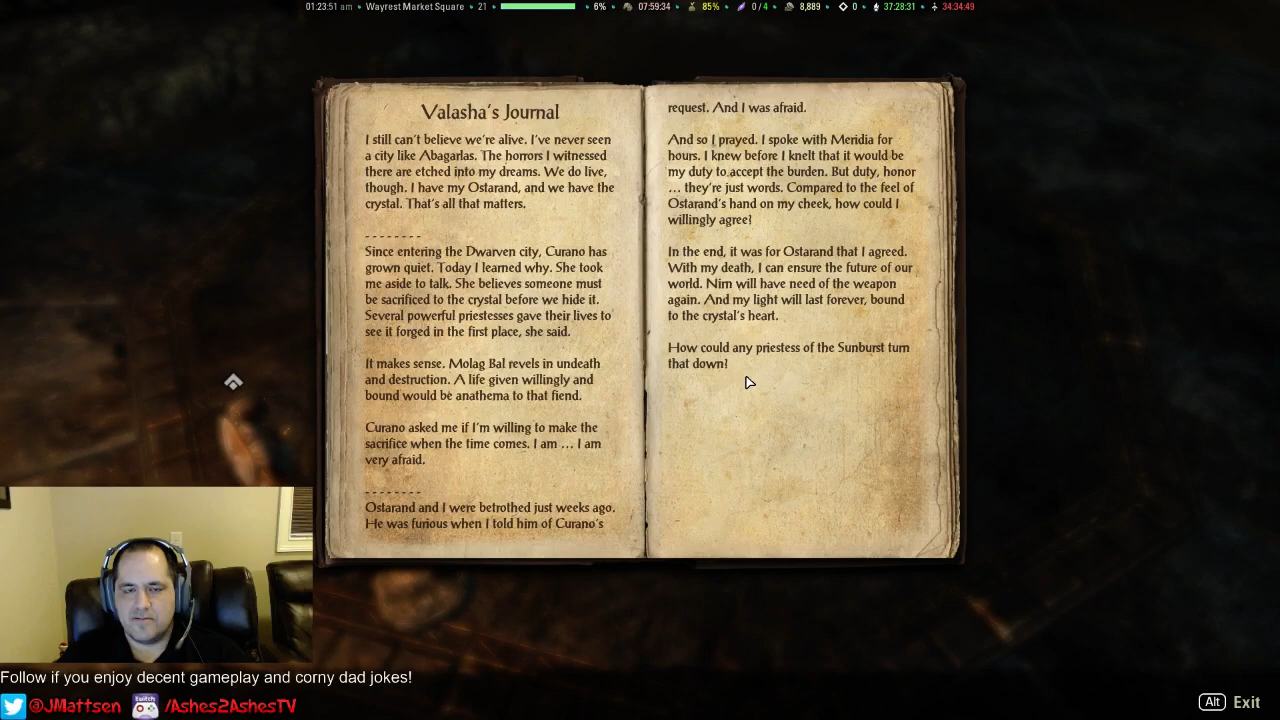 01:23:51 am • Wayrest Market Square • 21 • 6% • 07:59:34 • 85% • 0 / 4 • 8,889 • 0 • 37:28:31 • 34:34:49
Valasha's Journal
I still can't believe we're alive. I've never seen
a city like Abagarlas. The horrors I witnessed
there are etched into my dreams. We do live,
though. I have my Ostarand, and we have the
crystal. That's all that matters.
- - - - - - - -
Since entering the Dwarven city, Curano has
grown quiet. Today I learned why. She took
me aside to talk. She believes someone must
be sacrificed to the crystal before we hide it.
Several powerful priestesses gave their lives to
see it forged in the first place, she said.
It makes sense. Molag Bal revels in undeath
and destruction. A life given willingly and
bound would be anathema to that fiend.
Curano asked me if I'm willing to make the
sacrifice when the time comes. I am ... I am
very afraid.
- - - - - - - -
Ostarand and I were betrothed just weeks ago.
He was furious when I told him of Curano's
request. And I was afraid.
And so I prayed. I spoke with Meridia for
hours. I knew before I knelt that it would be
my duty to accept the burden. But duty, honor
... they're just words. Compared to the feel of
Ostarand's hand on my cheek, how could I
willingly agree?
In the end, it was for Ostarand that I agreed.
With my death, I can ensure the future of our
world. Nirn will have need of the weapon
again. And my light will last forever, bound
to the crystal's heart.
How could any priestess of the Sunburst turn
that down?
Follow if you enjoy decent gameplay and corny dad jokes!
@JMattsen /Ashes2AshesTV
Alt Exit